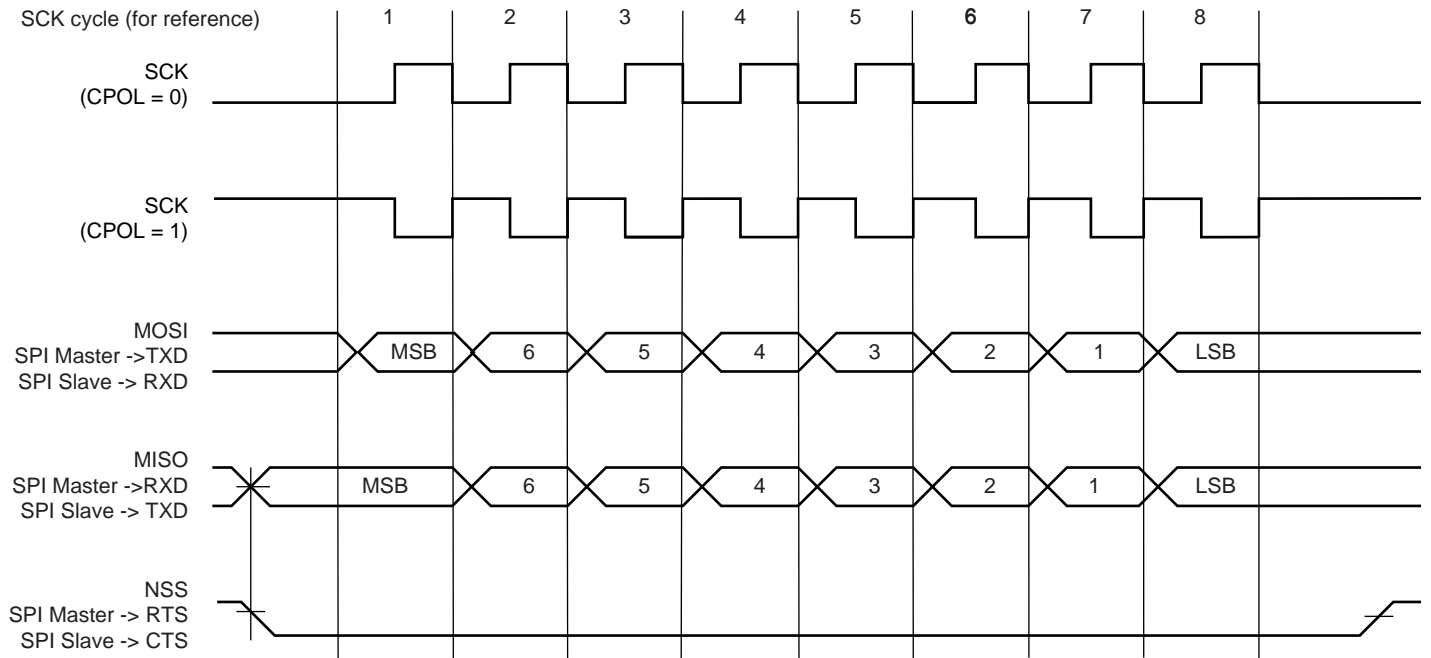 SCK cycle (for reference) 1 2 3 4 5 6 7 8
SCK
(CPOL = 0)
SCK
(CPOL = 1)
MOSI
SPI Master ->TXD
SPI Slave -> RXD
MSB 6 5 4 3 2 1 LSB
MISO
SPI Master ->RXD
SPI Slave -> TXD
MSB 6 5 4 3 2 1 LSB
NSS
SPI Master -> RTS
SPI Slave -> CTS